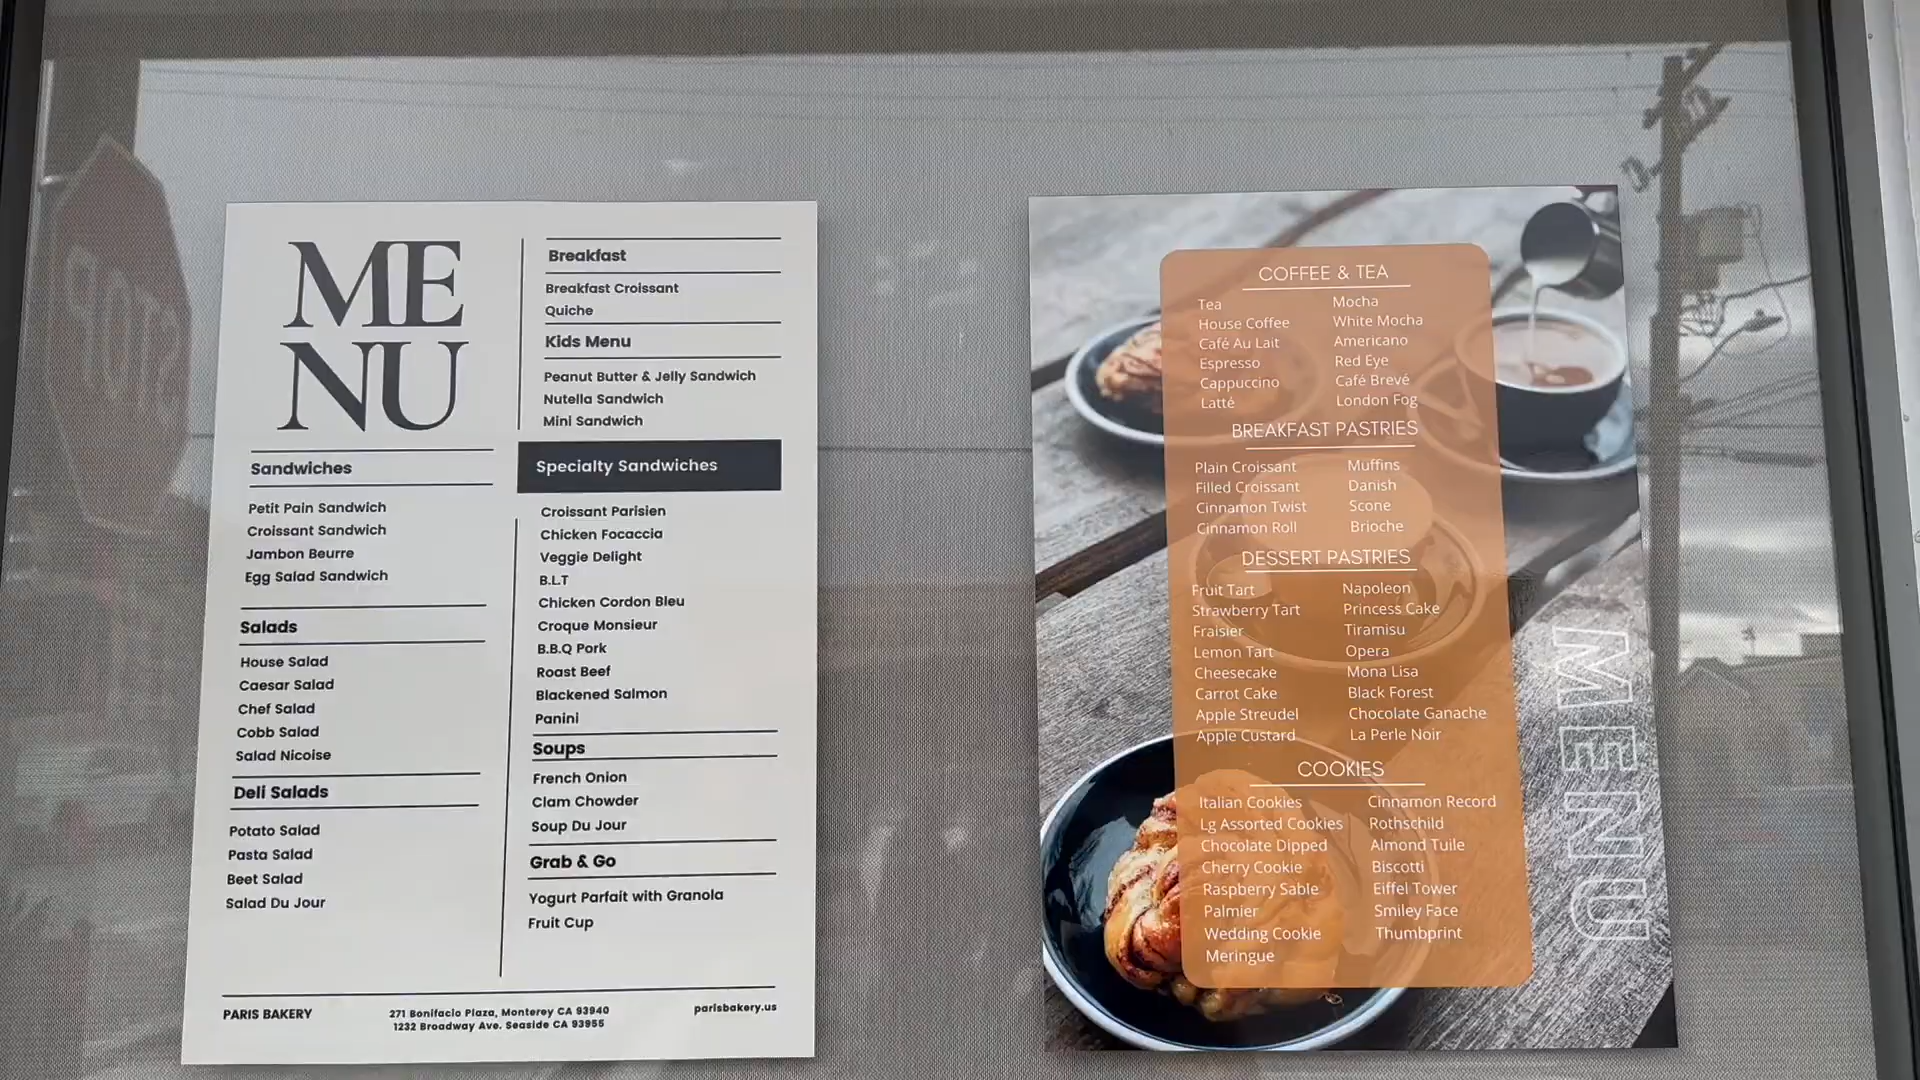 ME
NU
Sandwiches
Petit Pain Sandwich
Croissant Sandwich
Jambon Beurre
Egg Salad Sandwich
Salads
House Salad
Caesar Salad
Chef Salad
Cobb Salad
Salad Nicoise
Deli Salads
Potato Salad
Pasta Salad
Beet Salad
Salad Du Jour
Breakfast
Breakfast Croissant
Quiche
Kids Menu
Peanut Butter & Jelly Sandwich
Nutella Sandwich
Mini Sandwich
Specialty Sandwiches
Croissant Parisien
Chicken Focaccia
Veggie Delight
B.L.T
Chicken Cordon Bleu
Croque Monsieur
B.B.Q Pork
Roast Beef
Blackened Salmon
Panini
Soups
French Onion
Clam Chowder
Soup Du Jour
Grab & Go
Yogurt Parfait with Granola
Fruit Cup
PARIS BAKERY
271 Bonifacio Plaza, Monterey CA 93940
1232 Broadway Ave. Seaside CA 93955
parisbakery.us
COFFEE & TEA
Tea
House Coffee
Café Au Lait
Espresso
Cappuccino
Latté
Mocha
White Mocha
Americano
Red Eye
Café Brevé
London Fog
BREAKFAST PASTRIES
Plain Croissant
Filled Croissant
Cinnamon Twist
Cinnamon Roll
Muffins
Danish
Scone
Brioche
DESSERT PASTRIES
Fruit Tart
Strawberry Tart
Fraisier
Lemon Tart
Cheesecake
Carrot Cake
Apple Streudel
Apple Custard
Napoleon
Princess Cake
Tiramisu
Opera
Mona Lisa
Black Forest
Chocolate Ganache
La Perle Noir
COOKIES
Italian Cookies
Lg Assorted Cookies
Chocolate Dipped
Cherry Cookie
Raspberry Sable
Palmier
Wedding Cookie
Meringue
Cinnamon Record
Rothschild
Almond Tuile
Biscotti
Eiffel Tower
Smiley Face
Thumbprint
MENU
STOP